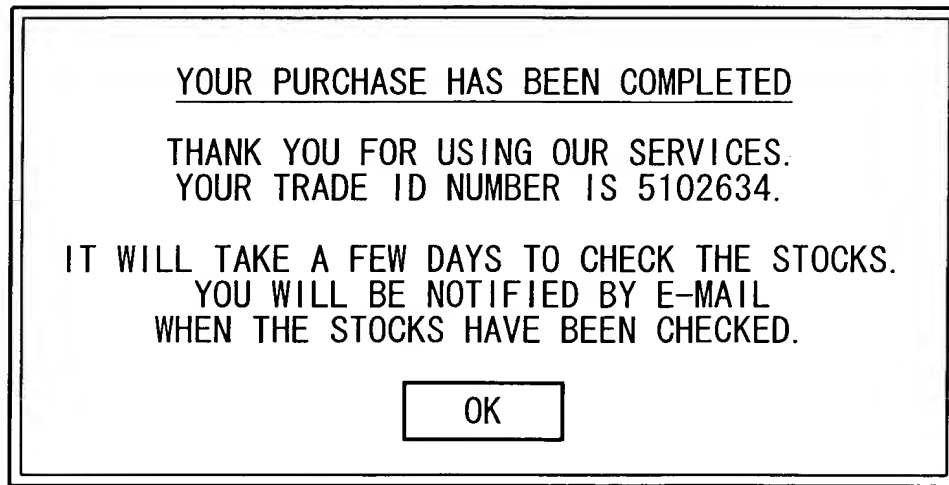 YOUR PURCHASE HAS BEEN COMPLETED
THANK YOU FOR USING OUR SERVICES.
YOUR TRADE ID NUMBER IS 5102634.
IT WILL TAKE A FEW DAYS TO CHECK THE STOCKS.
YOU WILL BE NOTIFIED BY E-MAIL
WHEN THE STOCKS HAVE BEEN CHECKED.
OK